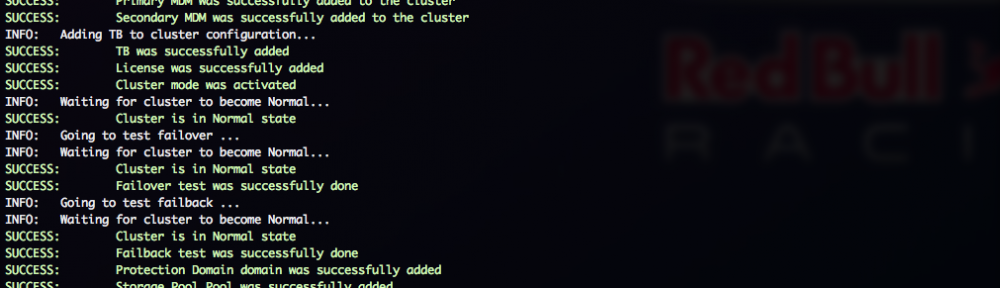 SUCCESS: Primary MDM was successfully added to the cluster
SUCCESS: Secondary MDM was successfully added to the cluster
INFO: Adding TB to cluster configuration...
SUCCESS: TB was successfully added
SUCCESS: License was successfully added
SUCCESS: Cluster mode was activated
INFO: Waiting for cluster to become Normal...
SUCCESS: Cluster is in Normal state
INFO: Going to test failover ...
INFO: Waiting for cluster to become Normal...
SUCCESS: Cluster is in Normal state
SUCCESS: Failover test was successfully done
INFO: Going to test failback ...
INFO: Waiting for cluster to become Normal...
SUCCESS: Cluster is in Normal state
SUCCESS: Failback test was successfully done
SUCCESS: Protection Domain domain was successfully added
SUCCESS: Storage Pool Pool was successfully added
Red Bull
RACI